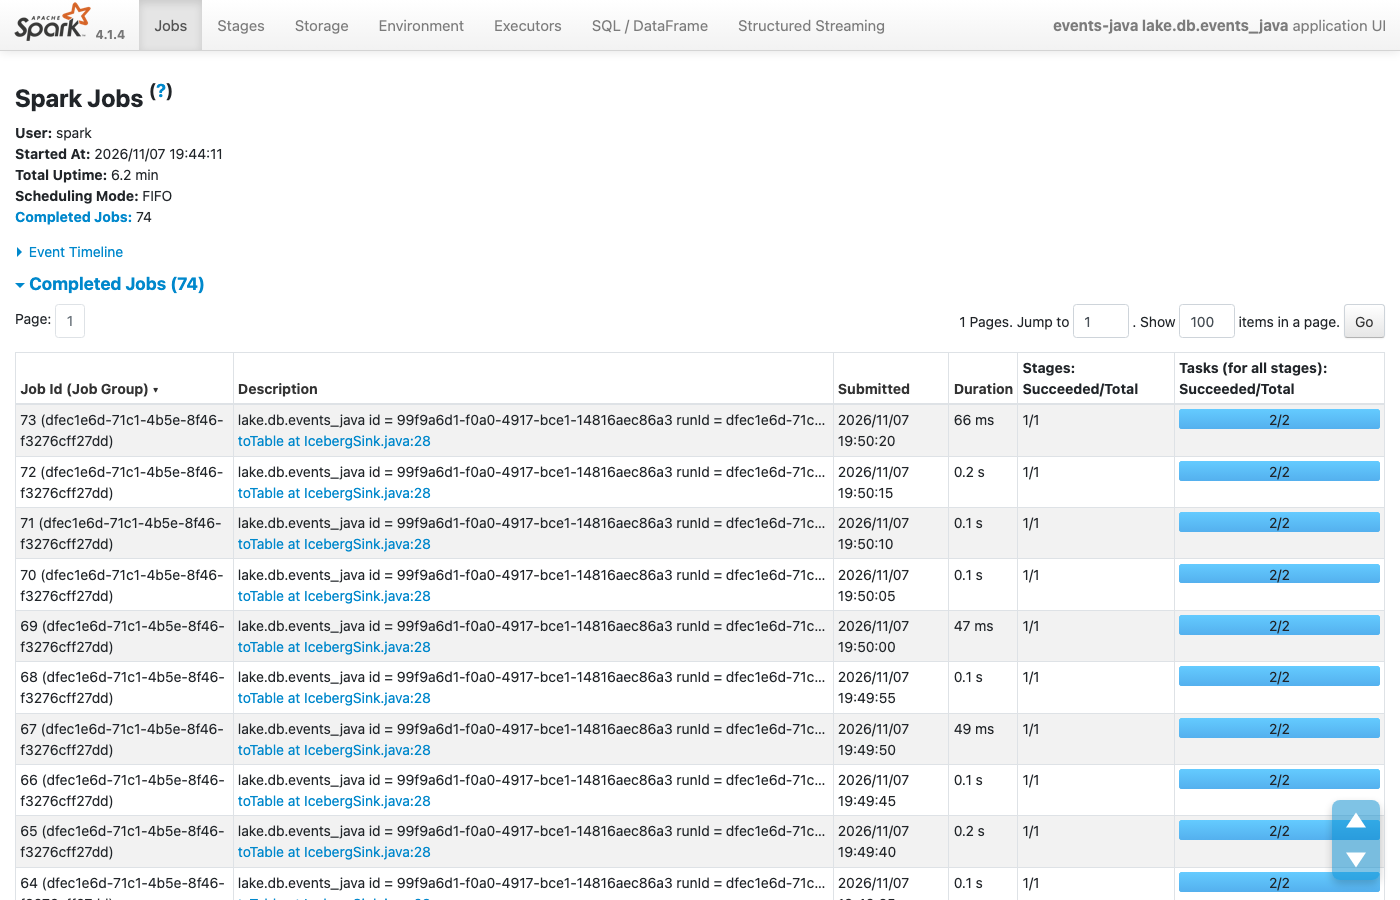 APACHE
Spark 4.1.4
Jobs
Stages
Storage
Environment
Executors
SQL / DataFrame
Structured Streaming
events-java lake.db.events_java application UI
Spark Jobs (?)
User: spark
Started At: 2026/11/07 19:44:11
Total Uptime: 6.2 min
Scheduling Mode: FIFO
Completed Jobs: 74
Event Timeline
Completed Jobs (74)
Page: 1
1 Pages. Jump to 1 . Show 100 items in a page. Go
Job Id (Job Group) ▾
Description
Submitted
Duration
Stages:
Succeeded/Total
Tasks (for all stages):
Succeeded/Total
73 (dfec1e6d-71c1-4b5e-8f46-
f3276cff27dd)
lake.db.events_java id = 99f9a6d1-f0a0-4917-bce1-14816aec86a3 runId = dfec1e6d-71c...
toTable at IcebergSink.java:28
2026/11/07
19:50:20
66 ms
1/1
2/2
72 (dfec1e6d-71c1-4b5e-8f46-
f3276cff27dd)
lake.db.events_java id = 99f9a6d1-f0a0-4917-bce1-14816aec86a3 runId = dfec1e6d-71c...
toTable at IcebergSink.java:28
2026/11/07
19:50:15
0.2 s
1/1
2/2
71 (dfec1e6d-71c1-4b5e-8f46-
f3276cff27dd)
lake.db.events_java id = 99f9a6d1-f0a0-4917-bce1-14816aec86a3 runId = dfec1e6d-71c...
toTable at IcebergSink.java:28
2026/11/07
19:50:10
0.1 s
1/1
2/2
70 (dfec1e6d-71c1-4b5e-8f46-
f3276cff27dd)
lake.db.events_java id = 99f9a6d1-f0a0-4917-bce1-14816aec86a3 runId = dfec1e6d-71c...
toTable at IcebergSink.java:28
2026/11/07
19:50:05
0.1 s
1/1
2/2
69 (dfec1e6d-71c1-4b5e-8f46-
f3276cff27dd)
lake.db.events_java id = 99f9a6d1-f0a0-4917-bce1-14816aec86a3 runId = dfec1e6d-71c...
toTable at IcebergSink.java:28
2026/11/07
19:50:00
47 ms
1/1
2/2
68 (dfec1e6d-71c1-4b5e-8f46-
f3276cff27dd)
lake.db.events_java id = 99f9a6d1-f0a0-4917-bce1-14816aec86a3 runId = dfec1e6d-71c...
toTable at IcebergSink.java:28
2026/11/07
19:49:55
0.1 s
1/1
2/2
67 (dfec1e6d-71c1-4b5e-8f46-
f3276cff27dd)
lake.db.events_java id = 99f9a6d1-f0a0-4917-bce1-14816aec86a3 runId = dfec1e6d-71c...
toTable at IcebergSink.java:28
2026/11/07
19:49:50
49 ms
1/1
2/2
66 (dfec1e6d-71c1-4b5e-8f46-
f3276cff27dd)
lake.db.events_java id = 99f9a6d1-f0a0-4917-bce1-14816aec86a3 runId = dfec1e6d-71c...
toTable at IcebergSink.java:28
2026/11/07
19:49:45
0.1 s
1/1
2/2
65 (dfec1e6d-71c1-4b5e-8f46-
f3276cff27dd)
lake.db.events_java id = 99f9a6d1-f0a0-4917-bce1-14816aec86a3 runId = dfec1e6d-71c...
toTable at IcebergSink.java:28
2026/11/07
19:49:40
0.2 s
1/1
2/2
64 (dfec1e6d-71c1-4b5e-8f46-
lake.db.events_java id = 99f9a6d1-f0a0-4917-bce1-14816aec86a3 runId = dfec1e6d-71c...
2026/11/07
0.1 s
1/1
2/2